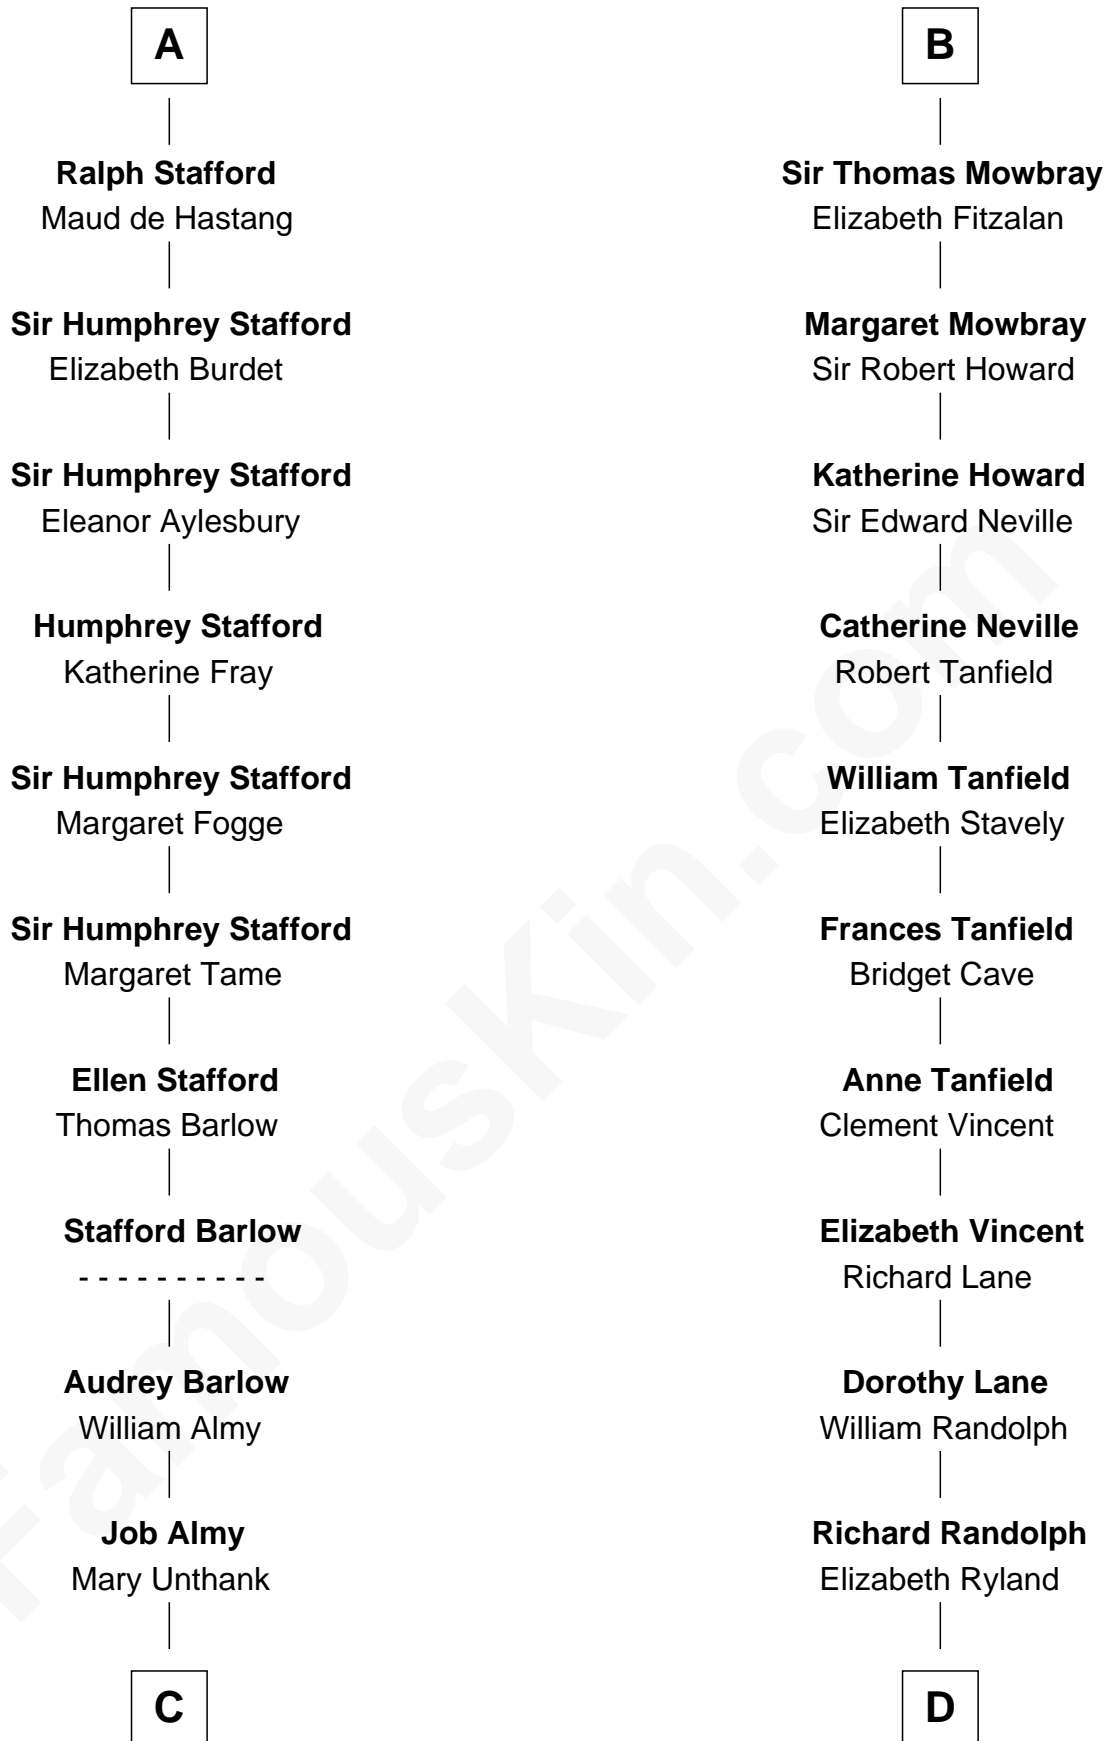 A
Ralph Stafford
Maud de Hastang
Sir Humphrey Stafford
Elizabeth Burdet
Sir Humphrey Stafford
Eleanor Aylesbury
Humphrey Stafford
Katherine Fray
Sir Humphrey Stafford
Margaret Fogge
Sir Humphrey Stafford
Margaret Tame
Ellen Stafford
Thomas Barlow
Stafford Barlow
- - - - - - - - - -
Audrey Barlow
William Almy
Job Almy
Mary Unthank
C
B
Sir Thomas Mowbray
Elizabeth Fitzalan
Margaret Mowbray
Sir Robert Howard
Katherine Howard
Sir Edward Neville
Catherine Neville
Robert Tanfield
William Tanfield
Elizabeth Stavely
Frances Tanfield
Bridget Cave
Anne Tanfield
Clement Vincent
Elizabeth Vincent
Richard Lane
Dorothy Lane
William Randolph
Richard Randolph
Elizabeth Ryland
D
FamousKin.com